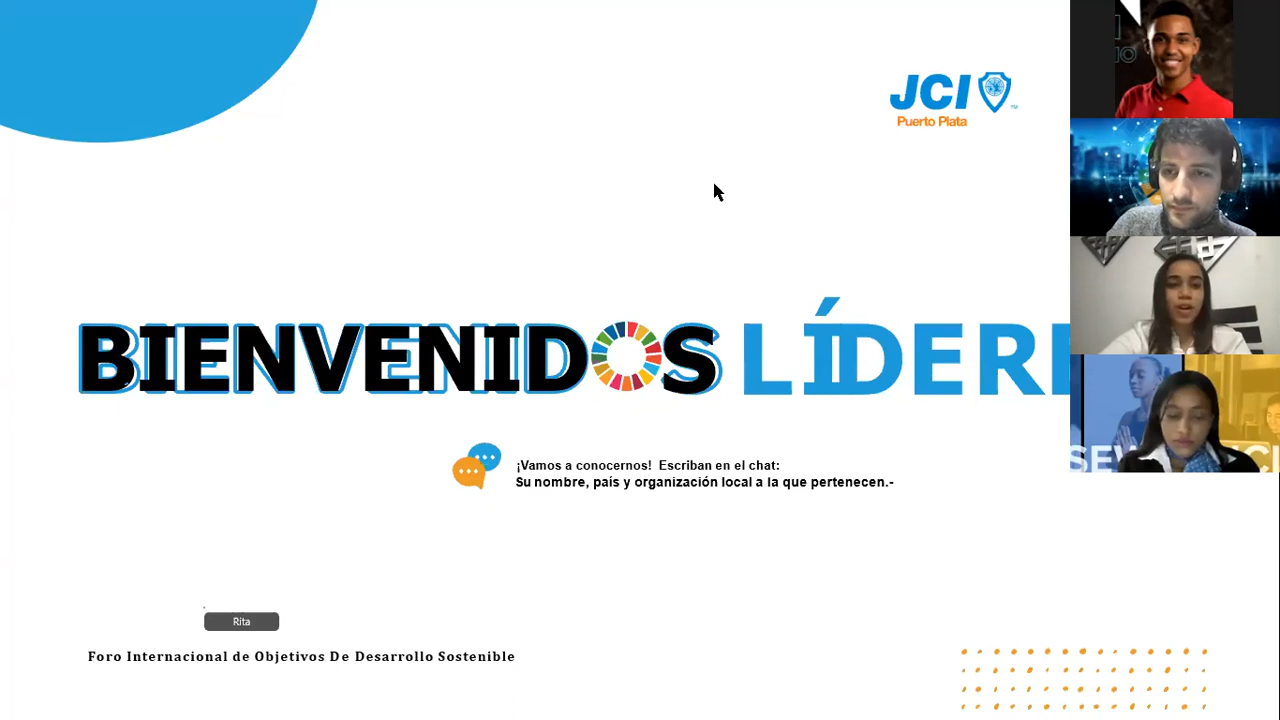 JCI
TM
Puerto Plata
BIENVENIDOS LÍDER
¡Vamos a conocernos! Escriban en el chat:
Su nombre, país y organización local a la que pertenecen.-
Rita
Foro Internacional de Objetivos De Desarrollo Sostenible